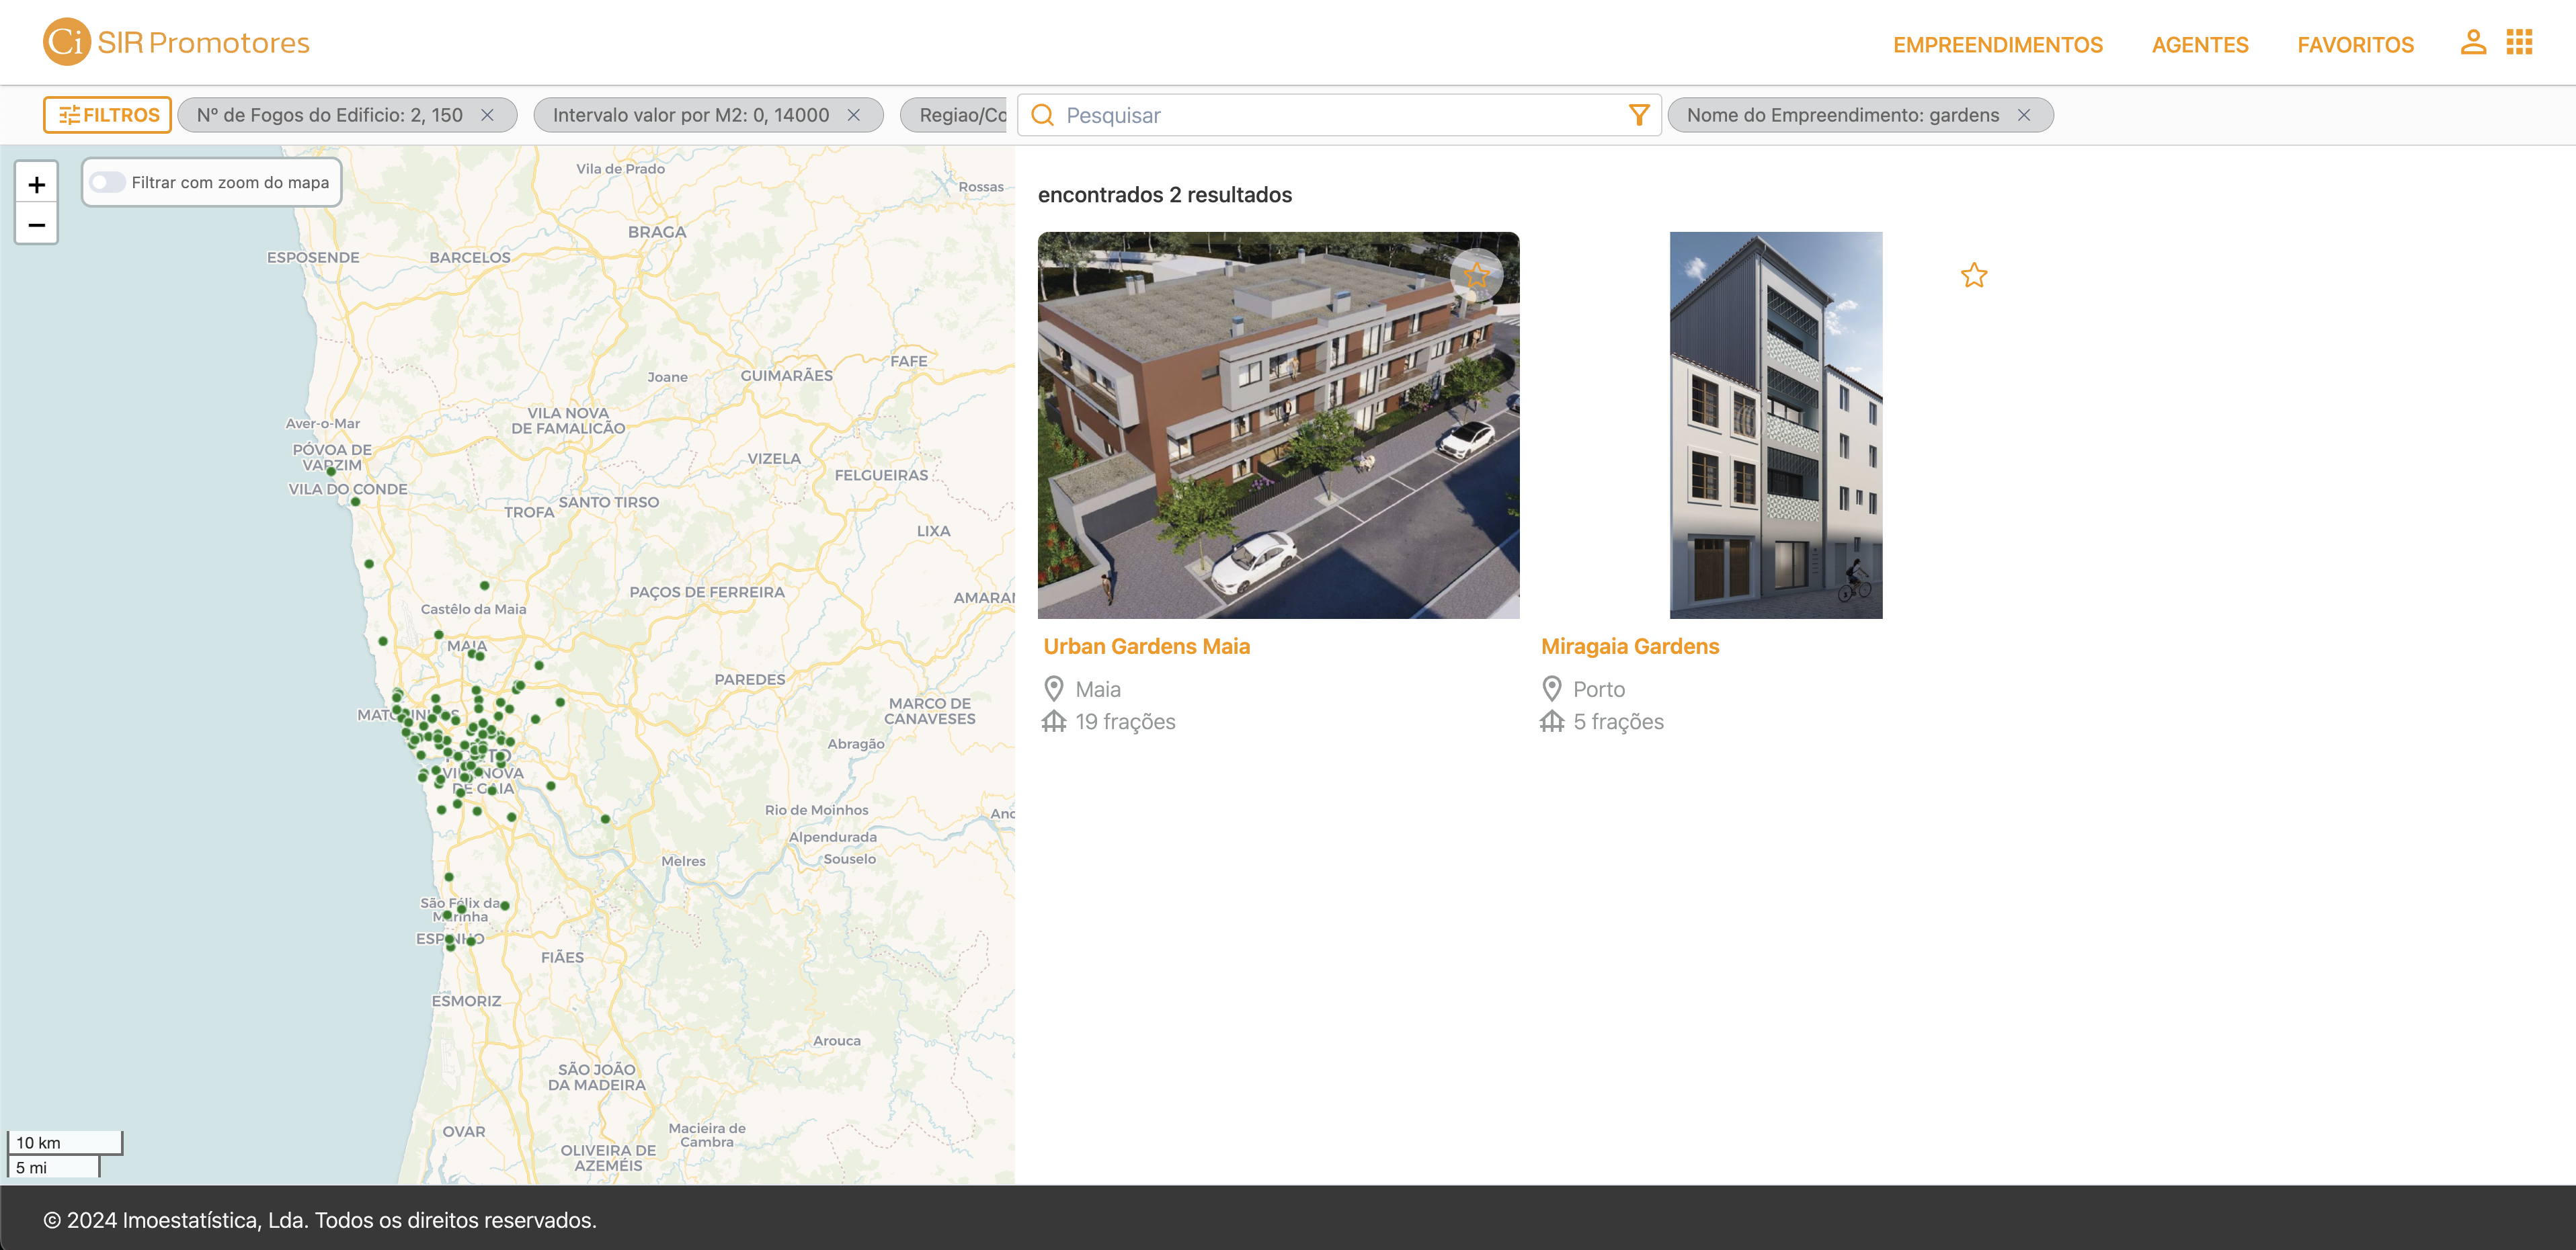 Ci SIR Promotores
EMPREENDIMENTOS
AGENTES
FAVORITOS
FILTROS
Nº de Fogos do Edificio: 2, 150
Intervalo valor por M2: 0, 14000
Regiao/Co
Pesquisar
Nome do Empreendimento: gardens
+
−
Filtrar com zoom do mapa
Vila de Prado
Rossas
BRAGA
ESPOSENDE
BARCELOS
FAFE
Joane
GUIMARÃES
VILA NOVA
DE FAMALICÃO
Aver-o-Mar
PÓVOA DE
VARZIM
VIZELA
FELGUEIRAS
VILA DO CONDE
SANTO TIRSO
TROFA
LIXA
PAÇOS DE FERREIRA
AMARAN
Castêlo da Maia
MAIA
PAREDES
MARCO DE
CANAVESES
Abragão
VILA NOVA
DE GAIA
Rio de Moinhos
Alpendurada
Souselo
Melres
São Félix da
Marinha
ESPINHO
FIÃES
ESMORIZ
Arouca
SÃO JOÃO
DA MADEIRA
OVAR
Macieira de
Cambra
OLIVEIRA DE
AZEMÉIS
10 km
5 mi
encontrados 2 resultados
Urban Gardens Maia
Maia
19 frações
Miragaia Gardens
Porto
5 frações
© 2024 Imoestatística, Lda. Todos os direitos reservados.